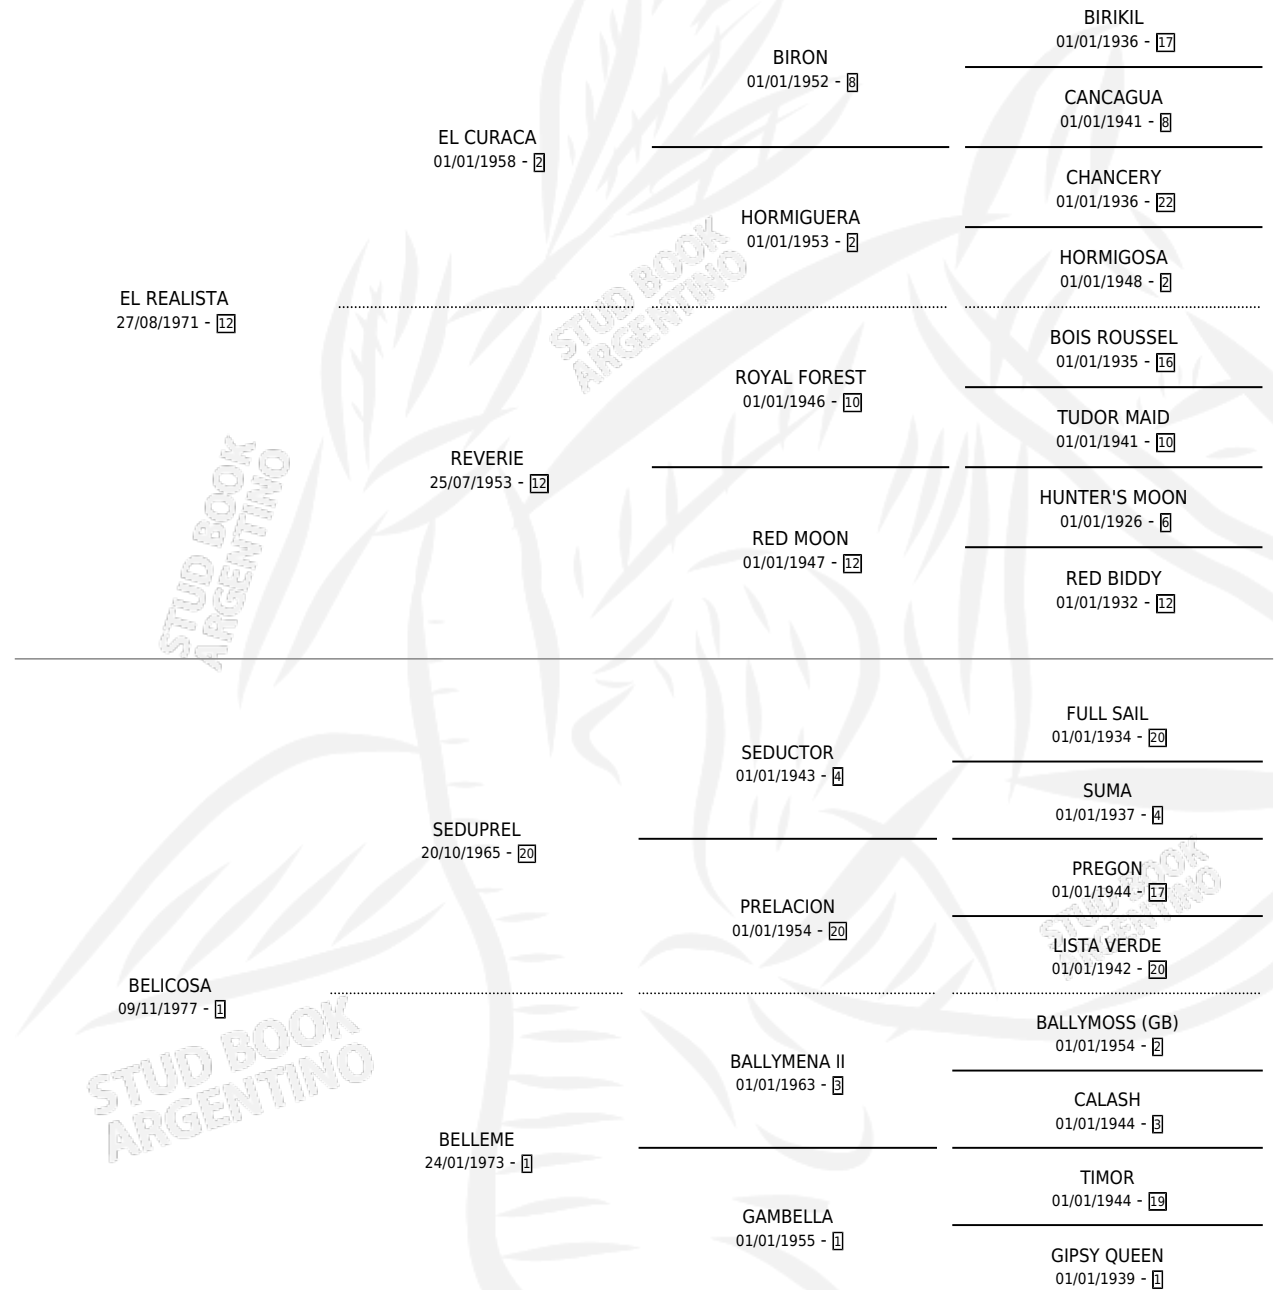 BIRIKIL
01/01/1936 - 17
BIRON
01/01/1952 - 8
CANCAGUA
01/01/1941 - 8
EL CURACA
01/01/1958 - 2
CHANCERY
01/01/1936 - 22
HORMIGUERA
01/01/1953 - 2
HORMIGOSA
01/01/1948 - 2
STUD BOOK
ARGENTINO
EL REALISTA
27/08/1971 - 12
BOIS ROUSSEL
01/01/1935 - 16
ROYAL FOREST
01/01/1946 - 10
TUDOR MAID
01/01/1941 - 10
REVERIE
25/07/1953 - 12
HUNTER'S MOON
01/01/1926 - 6
RED MOON
01/01/1947 - 12
RED BIDDY
01/01/1932 - 12
STUD BOOK
ARGENTINO
FULL SAIL
01/01/1934 - 20
SEDUCTOR
01/01/1943 - 4
SUMA
01/01/1937 - 4
SEDUPREL
20/10/1965 - 20
PREGON
01/01/1944 - 17
PRELACION
01/01/1954 - 20
LISTA VERDE
01/01/1942 - 20
STUD BOOK
ARGENTINO
BELICOSA
09/11/1977 - 1
BALLYMOSS (GB)
01/01/1954 - 2
BALLYMENA II
01/01/1963 - 3
CALASH
01/01/1944 - 3
STUD BOOK
ARGENTINO
BELLEME
24/01/1973 - 1
TIMOR
01/01/1944 - 19
GAMBELLA
01/01/1955 - 1
GIPSY QUEEN
01/01/1939 - 1